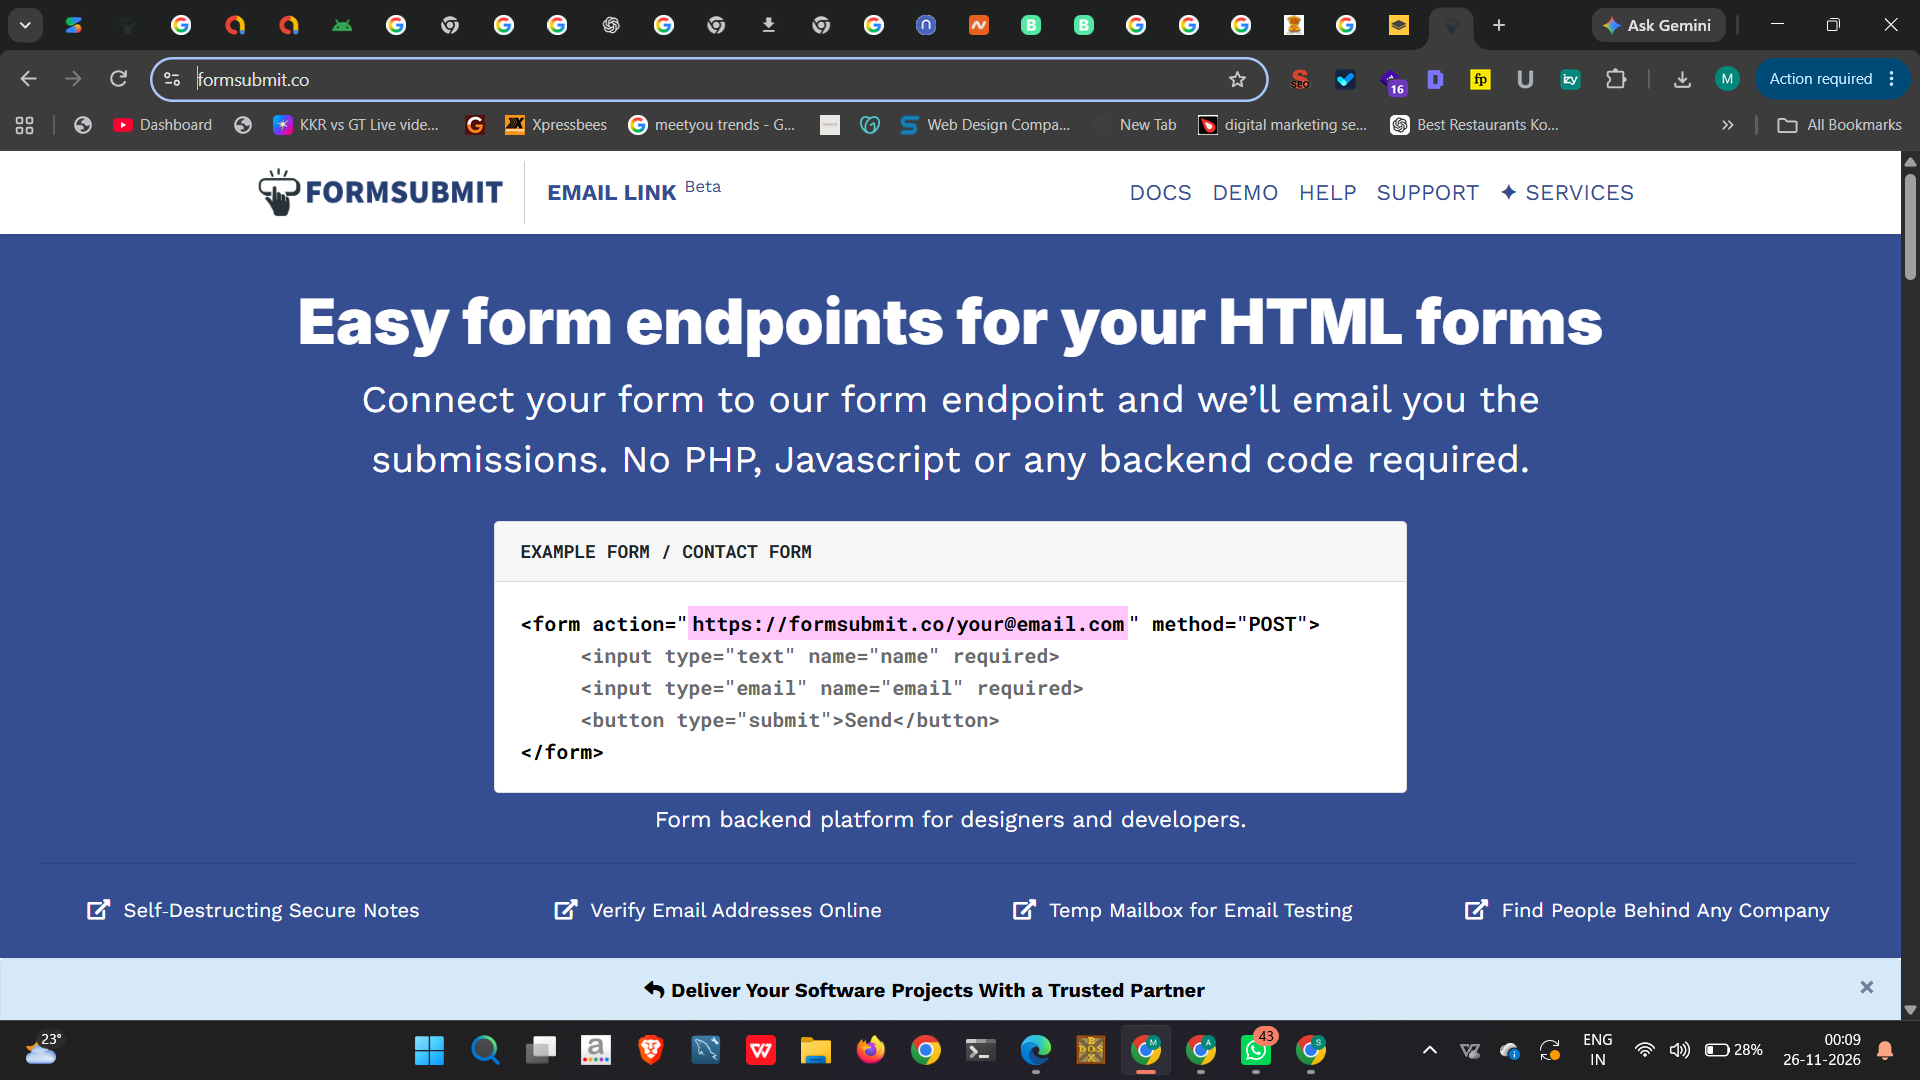 Ask Gemini
formsubmit.co
SEO
16
fp
U
izy
M
Action required
Dashboard
KKR vs GT Live vide...
Xpressbees
meetyou trends - G...
Web Design Compa...
New Tab
digital marketing se...
Best Restaurants Ko...
All Bookmarks
FORMSUBMIT
EMAIL LINK Beta
DOCS
DEMO
HELP
SUPPORT
SERVICES
Easy form endpoints for your HTML forms
Connect your form to our form endpoint and we’ll email you the
submissions. No PHP, Javascript or any backend code required.
EXAMPLE FORM / CONTACT FORM
<form action="https://formsubmit.co/your@email.com" method="POST">
<input type="text" name="name" required>
<input type="email" name="email" required>
<button type="submit">Send</button>
</form>
Form backend platform for designers and developers.
Self-Destructing Secure Notes
Verify Email Addresses Online
Temp Mailbox for Email Testing
Find People Behind Any Company
Deliver Your Software Projects With a Trusted Partner
23°
43
ENG
IN
28%
00:09
26-11-2026